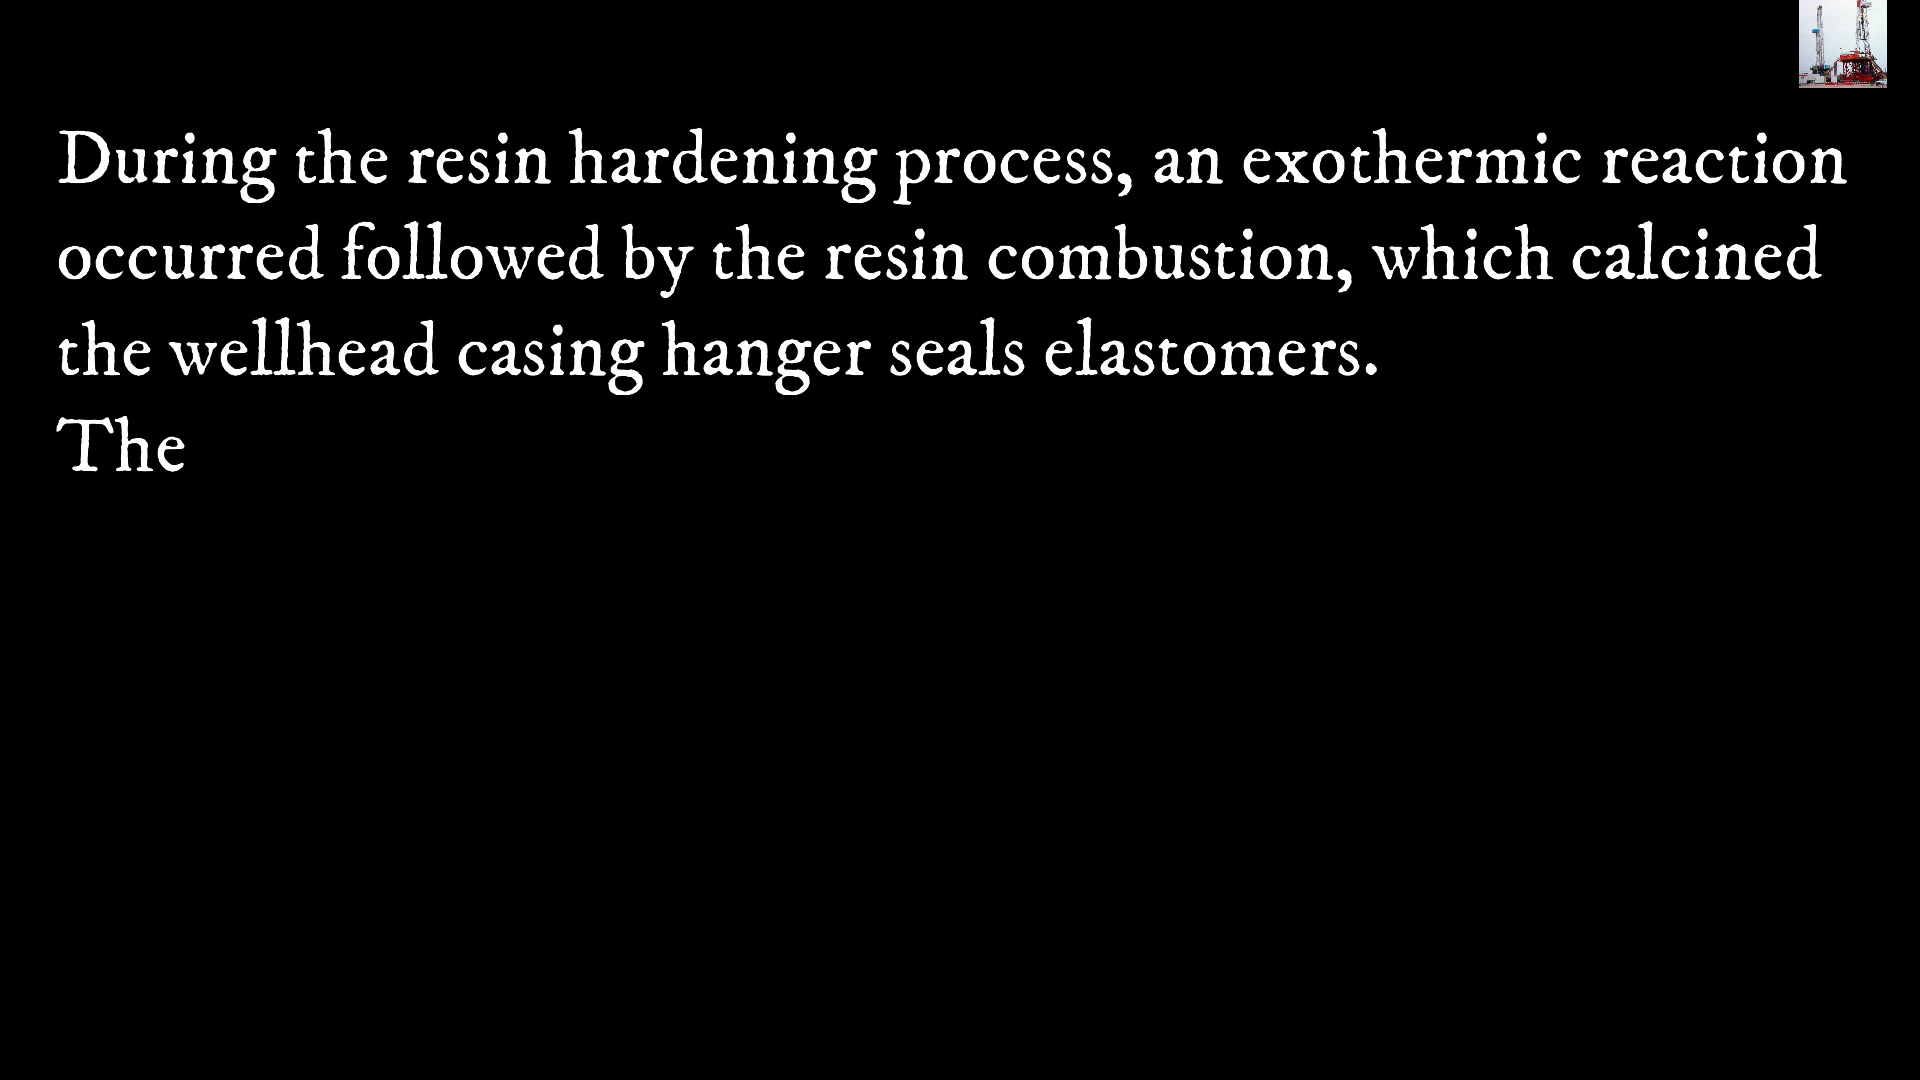 During the resin hardening process, an exothermic reaction
occurred followed by the resin combustion, which calcined
the wellhead casing hanger seals elastomers.
The